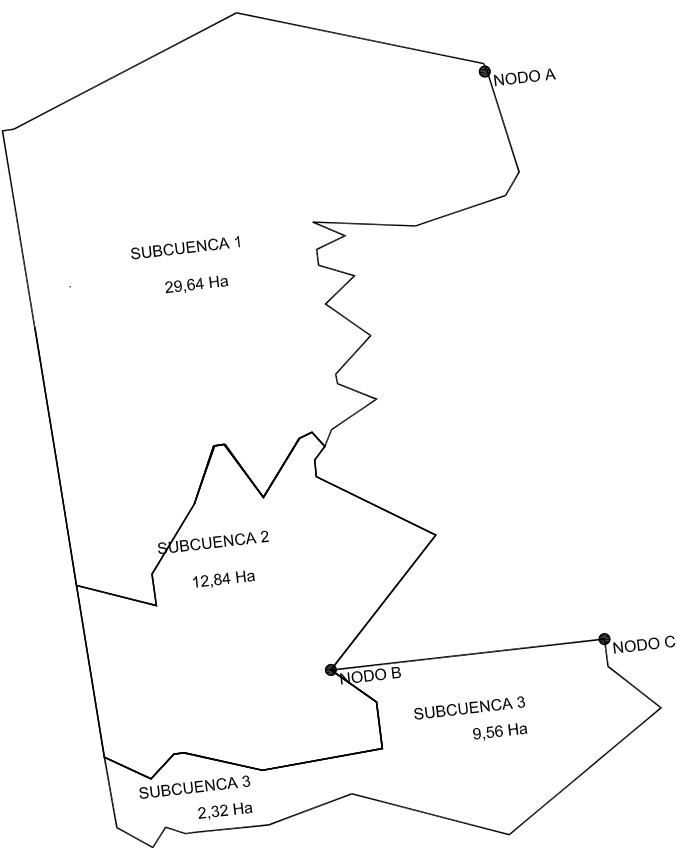 NODO A
SUBCUENCA 1
29,64 Ha
SUBCUENCA 2
12,84 Ha
NODO C
NODO B
SUBCUENCA 3
9,56 Ha
SUBCUENCA 3
2,32 Ha